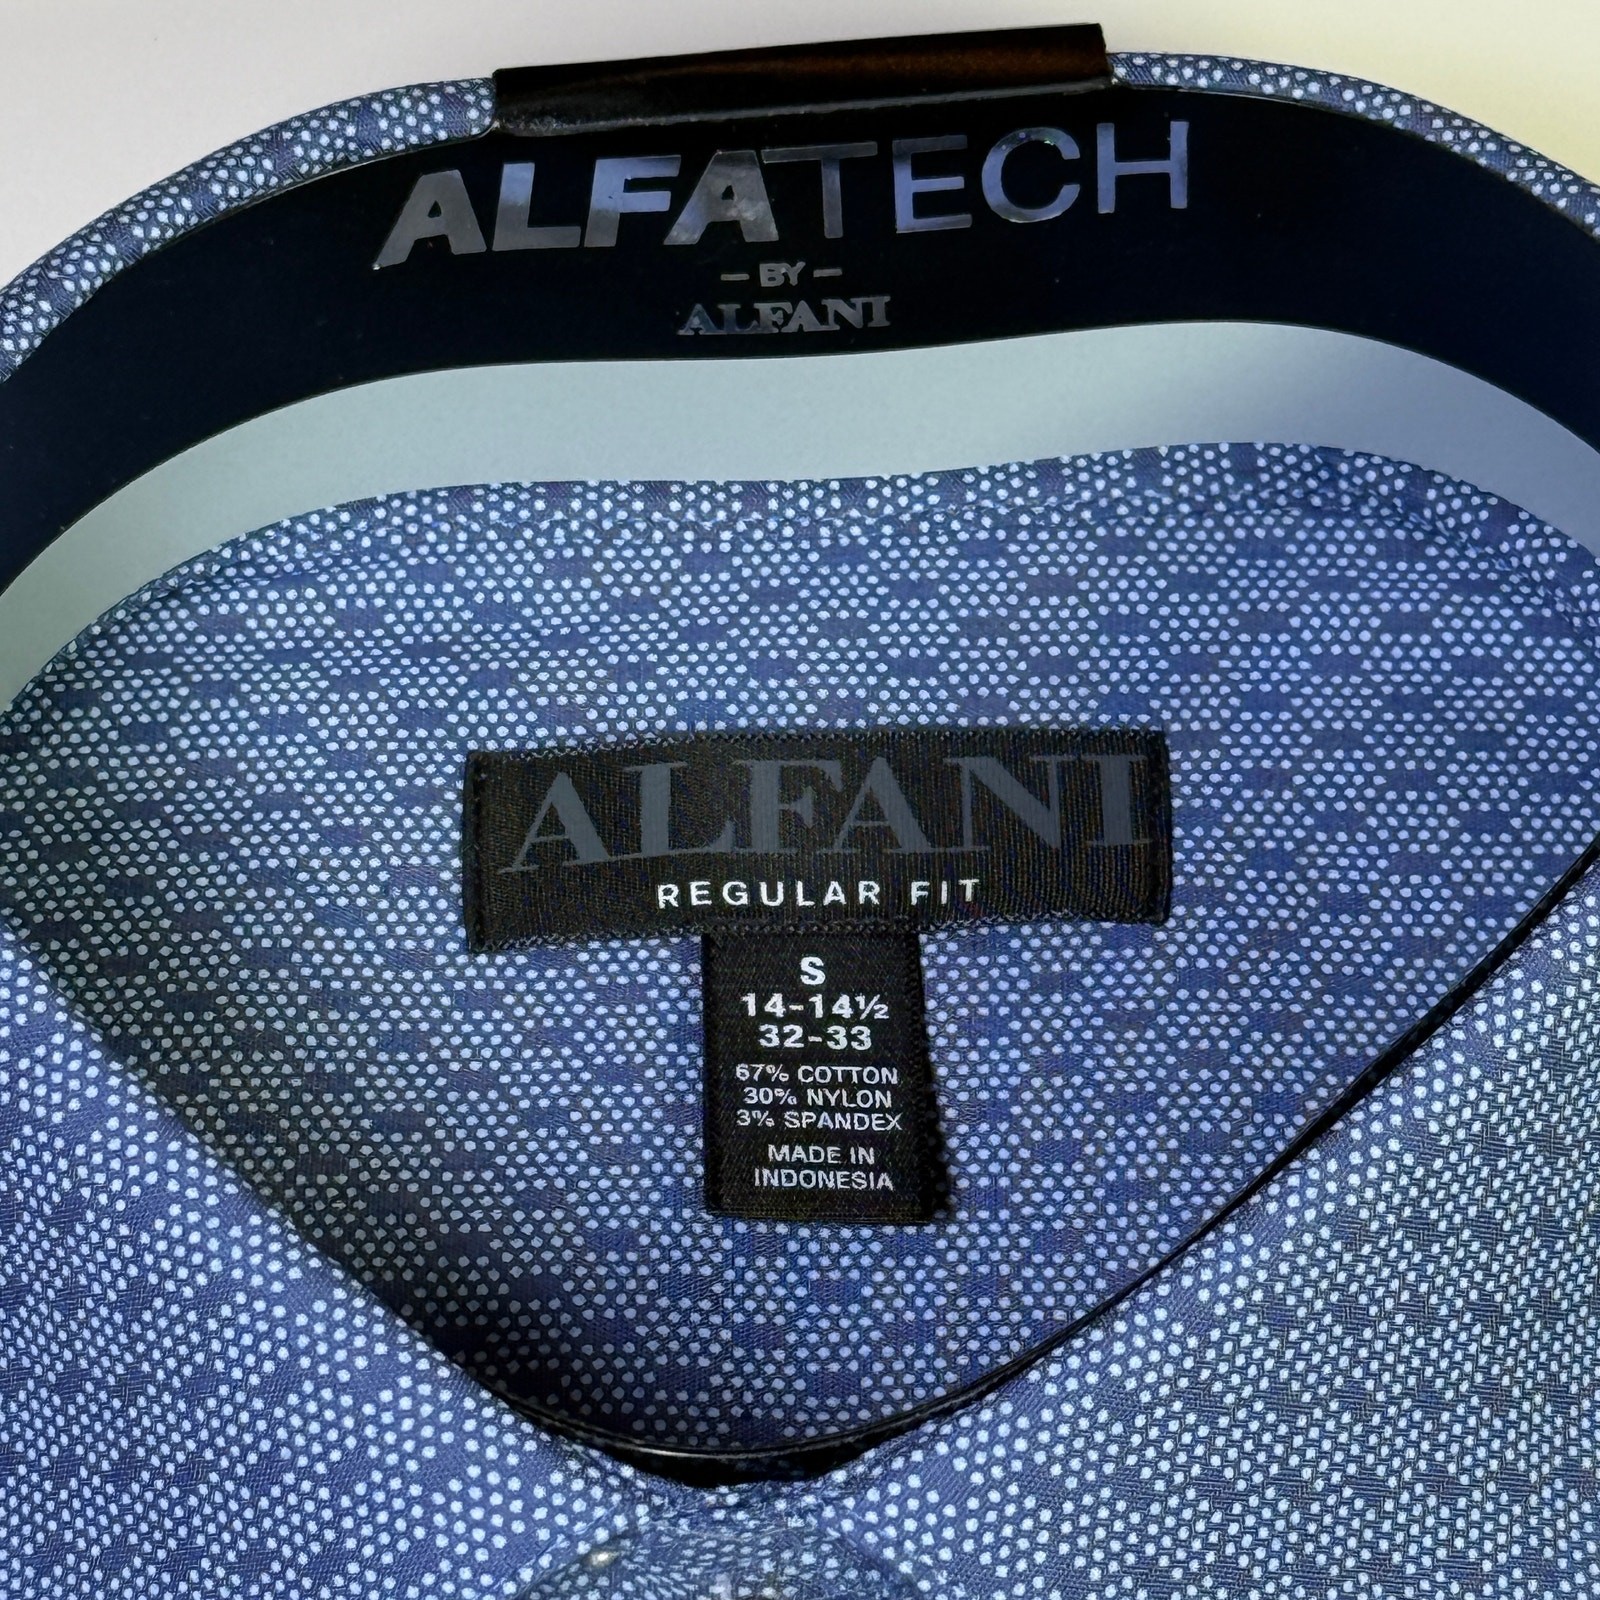 ALFATECH
– BY –
ALFANI
ALFANI
REGULAR FIT
S
14-14½
32-33
67% COTTON
30% NYLON
3% SPANDEX
MADE IN
INDONESIA